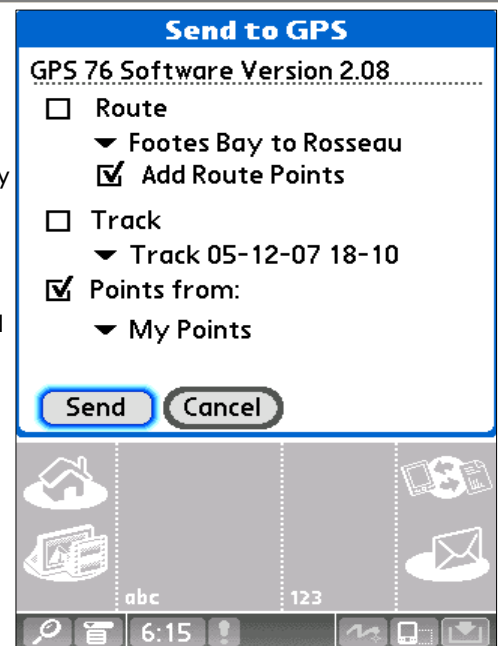 Send to GPS
GPS 76 Software Version 2.08
Route
Footes Bay to Rosseau
Add Route Points
Track
Track 05-12-07 18-10
Points from:
My Points
Send Cancel
abc 123
6:15